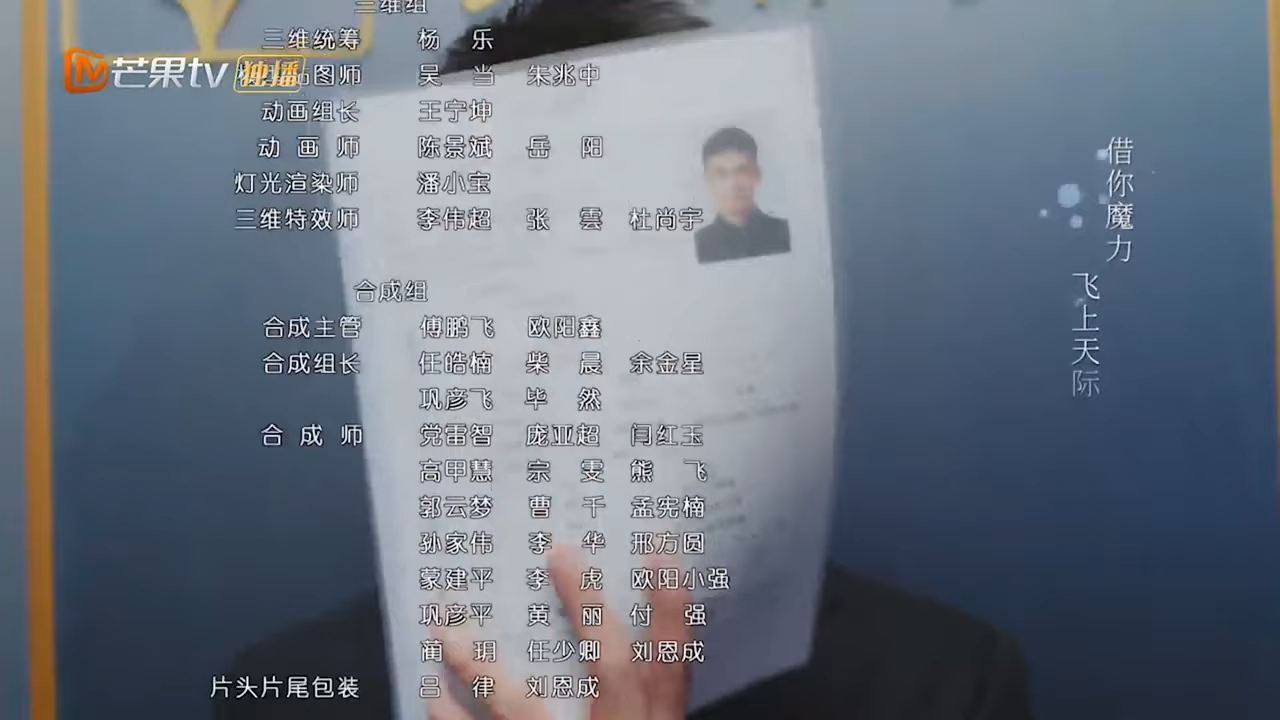 三维组
三维统筹 杨乐
图师 吴当 朱兆中
动画组长 王宁坤
动画师 陈景斌 岳阳
灯光渲染师 潘小宝
三维特效师 李伟超 张雲 杜尚宇
合成组
合成主管 傅鹏飞 欧阳鑫
合成组长 任皓楠 柴晨 余金星
巩彦飞 毕然
合成师 党雷智 庞亚超 闫红玉
高甲慧 宗雯 熊飞
郭云梦 曹千 孟宪楠
孙家伟 李华 邢方圆
蒙建平 李虎 欧阳小强
巩彦平 黄丽 付强
蔺玥 任少卿 刘恩成
片头片尾包装 吕律 刘恩成
芒果tv 独播
借你魔力
飞上天际